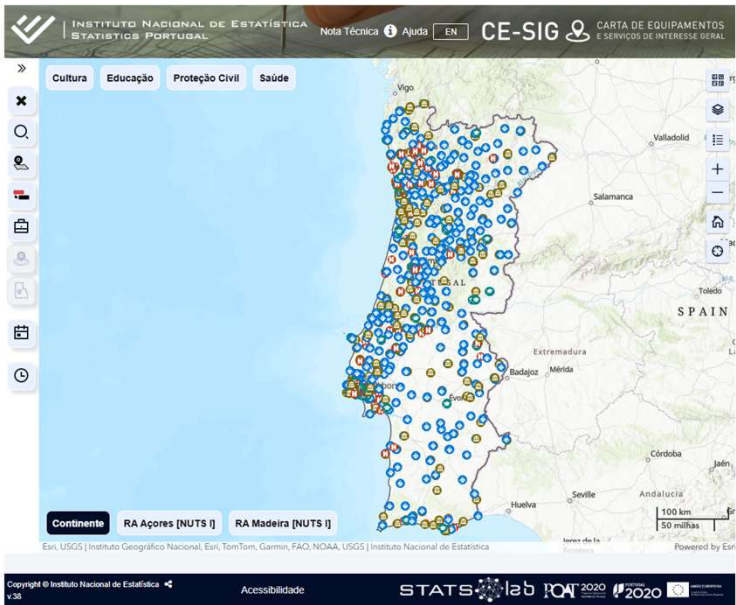 INSTITUTO NACIONAL DE ESTATÍSTICA
STATISTICS PORTUGAL
Nota Técnica i Ajuda EN
CE-SIG
CARTA DE EQUIPAMENTOS
E SERVIÇOS DE INTERESSE GERAL
Cultura
Educação
Proteção Civil
Saúde
Vigo
Valladolid
Salamanca
Toledo
SPAIN
Extremadura
Badajoz
Mérida
Córdoba
Jaén
Seville
Andalucía
Huelva
100 km
50 milhas
Continente
RA Açores [NUTS I]
RA Madeira [NUTS I]
Esri, USGS | Instituto Geográfico Nacional, Esri, TomTom, Garmin, FAO, NOAA, USGS | Instituto Nacional de Estatística
Powered by Esri
Copyright © Instituto Nacional de Estatística
v.38
Acessibilidade
STATS lab
POAT 2020
PORTUGAL
2020